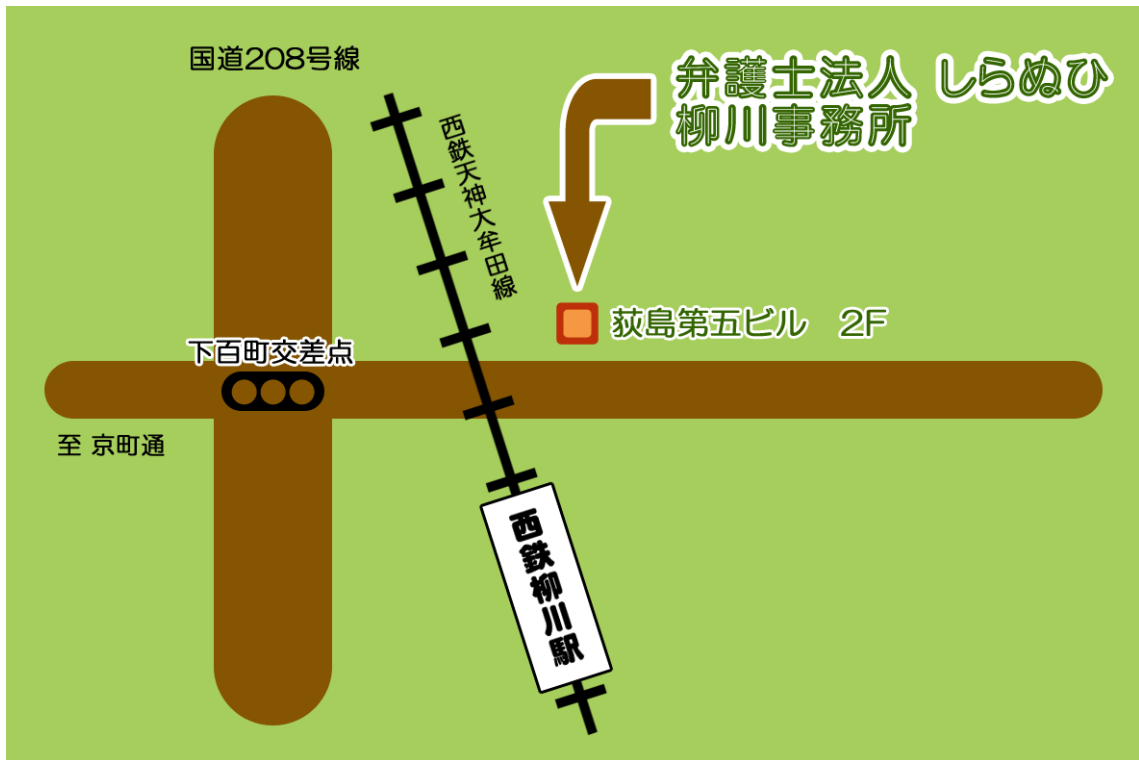 国道208号線
弁護士法人 しらぬひ
柳川事務所
西鉄天神大牟田線
荻島第五ビル 2F
下百町交差点
至 京町通
西鉄柳川駅